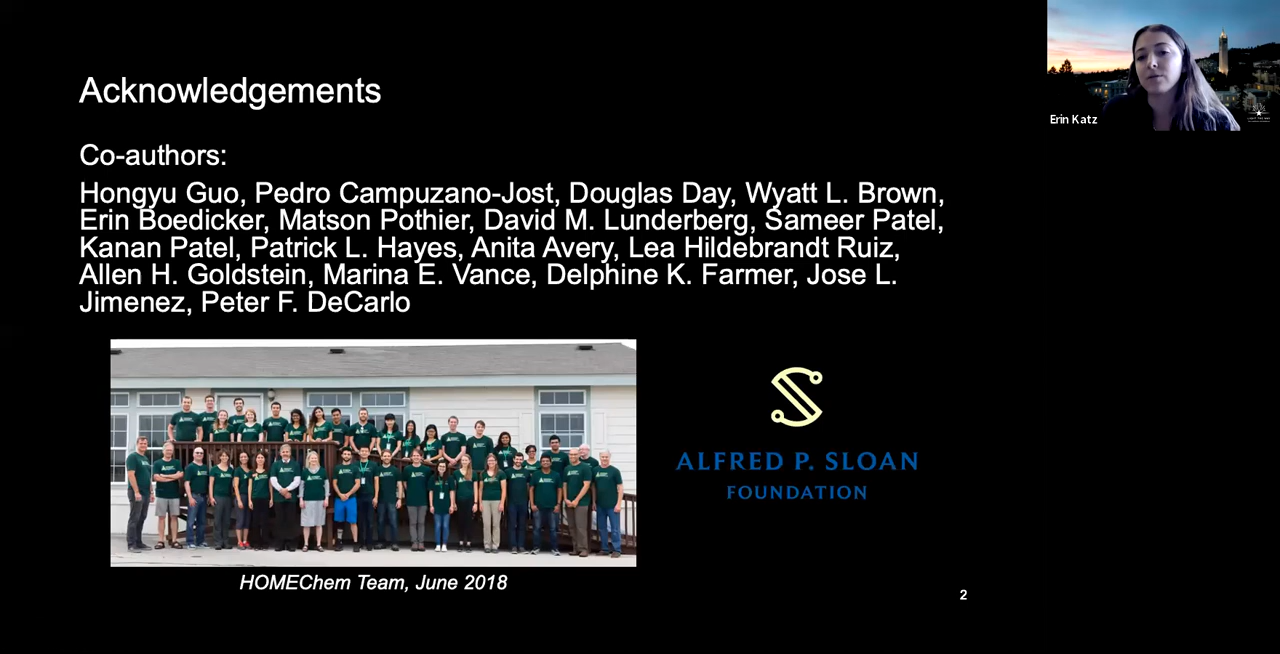 Acknowledgements
Erin Katz
Co-authors:
Hongyu Guo, Pedro Campuzano-Jost, Douglas Day, Wyatt L. Brown,
Erin Boedicker, Matson Pothier, David M. Lunderberg, Sameer Patel,
Kanan Patel, Patrick L. Hayes, Anita Avery, Lea Hildebrandt Ruiz,
Allen H. Goldstein, Marina E. Vance, Delphine K. Farmer, Jose L.
Jimenez, Peter F. DeCarlo
ALFRED P. SLOAN
FOUNDATION
HOMEChem Team, June 2018
2